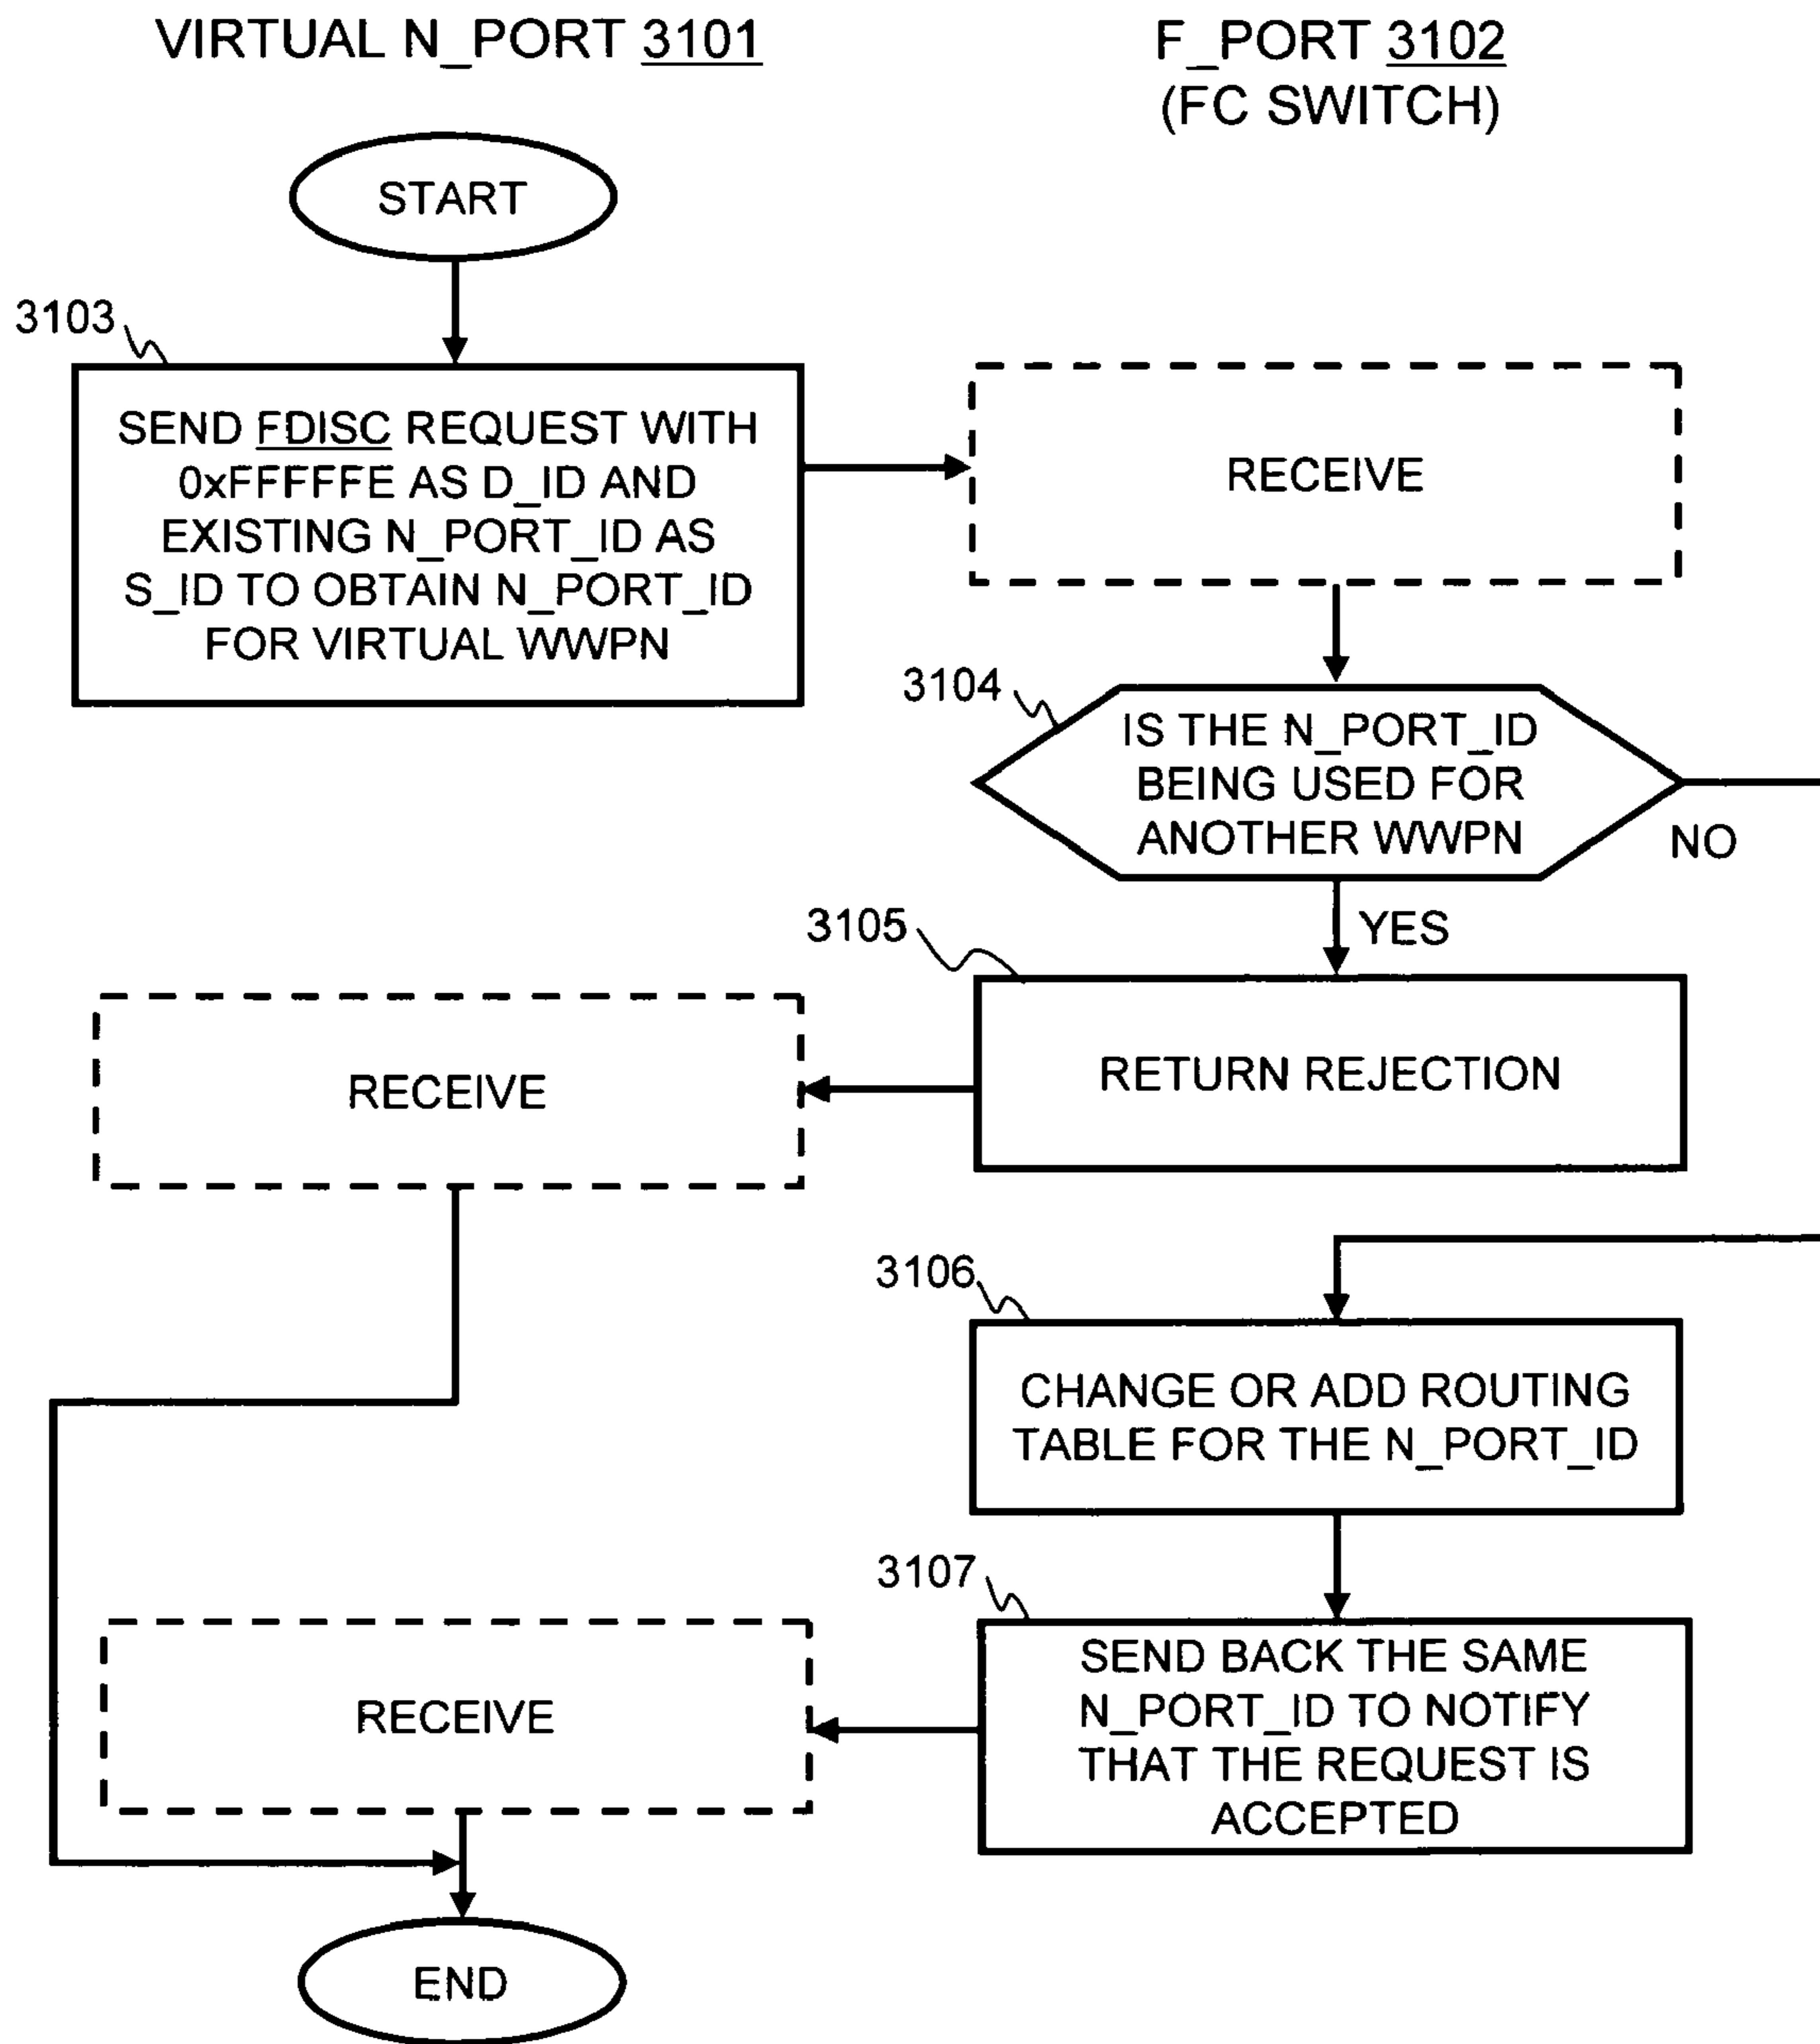 VIRTUAL N_PORT 3101
F_PORT 3102
(FC SWITCH)
START
3103
SEND FDISC REQUEST WITH
0xFFFFFE AS D_ID AND
EXISTING N_PORT_ID AS
S_ID TO OBTAIN N_PORT_ID
FOR VIRTUAL WWPN
RECEIVE
3104
IS THE N_PORT_ID
BEING USED FOR
ANOTHER WWPN
NO
YES
3105
RETURN REJECTION
RECEIVE
3106
CHANGE OR ADD ROUTING
TABLE FOR THE N_PORT_ID
3107
SEND BACK THE SAME
N_PORT_ID TO NOTIFY
THAT THE REQUEST IS
ACCEPTED
RECEIVE
END